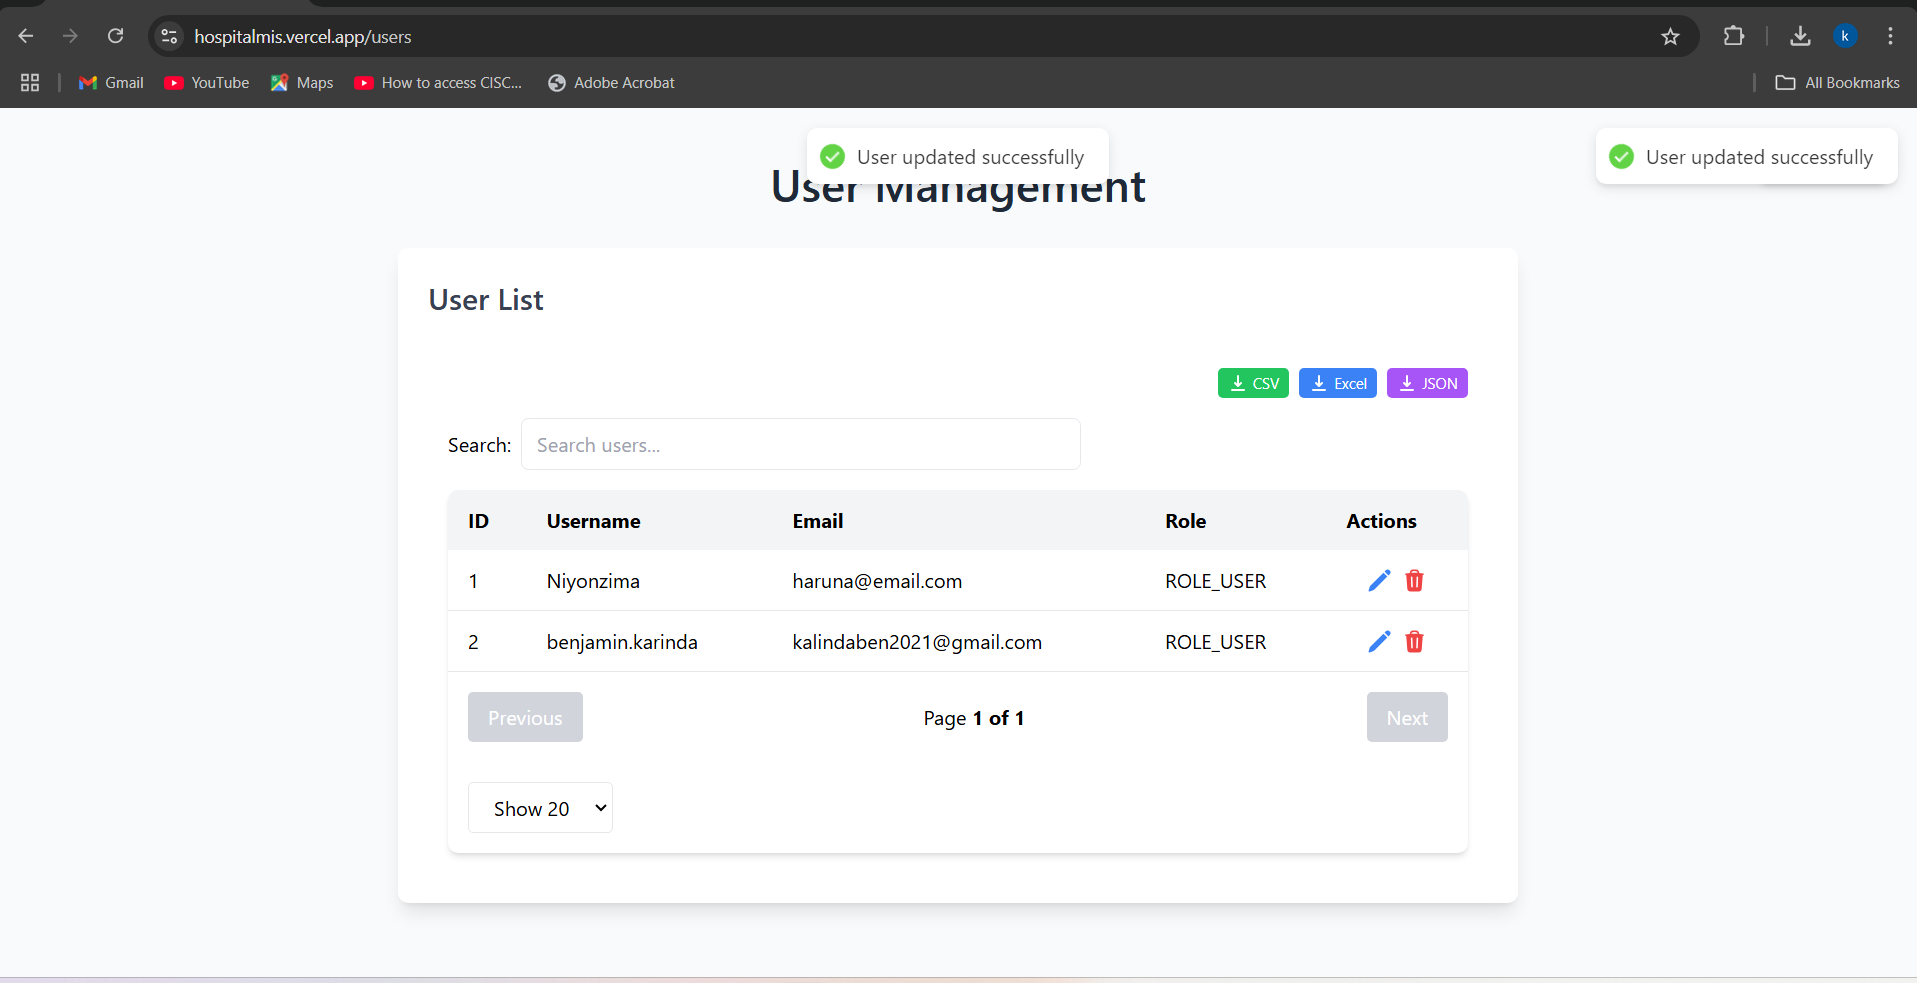 hospitalmis.vercel.app/users
k
Gmail
YouTube
Maps
How to access CISC...
Adobe Acrobat
All Bookmarks
User updated successfully
User updated successfully
User Management
User List
CSV
Excel
JSON
Search: Search users...
ID Username Email Role Actions
1 Niyonzima haruna@email.com ROLE_USER
2 benjamin.karinda kalindaben2021@gmail.com ROLE_USER
Previous Page 1 of 1 Next
Show 20